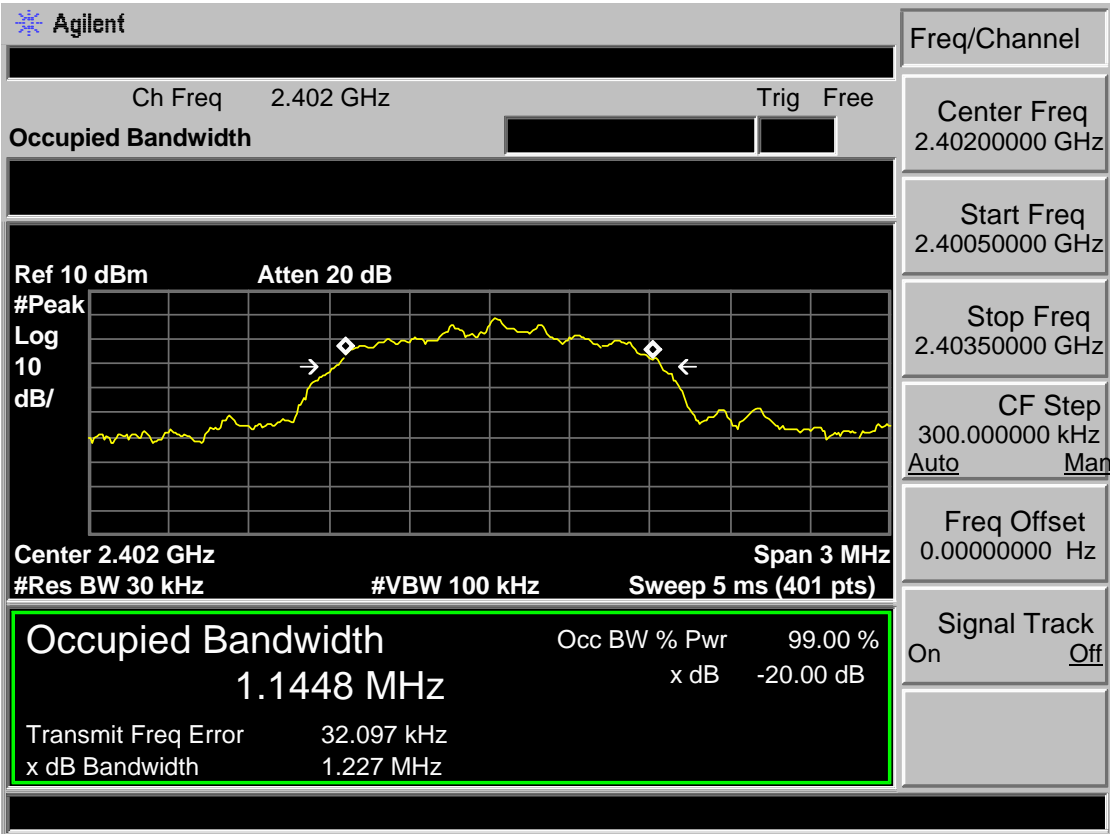 Agilent
Freq/Channel
Ch Freq 2.402 GHz Trig Free
Occupied Bandwidth
Center Freq
2.40200000 GHz
Start Freq
2.40050000 GHz
Stop Freq
2.40350000 GHz
CF Step
300.000000 kHz
Auto Man
Freq Offset
0.00000000 Hz
Signal Track
On Off
Ref 10 dBm Atten 20 dB
#Peak
Log
10
dB/
Center 2.402 GHz Span 3 MHz
#Res BW 30 kHz #VBW 100 kHz Sweep 5 ms (401 pts)
Occupied Bandwidth Occ BW % Pwr 99.00 %
1.1448 MHz x dB -20.00 dB
Transmit Freq Error 32.097 kHz
x dB Bandwidth 1.227 MHz